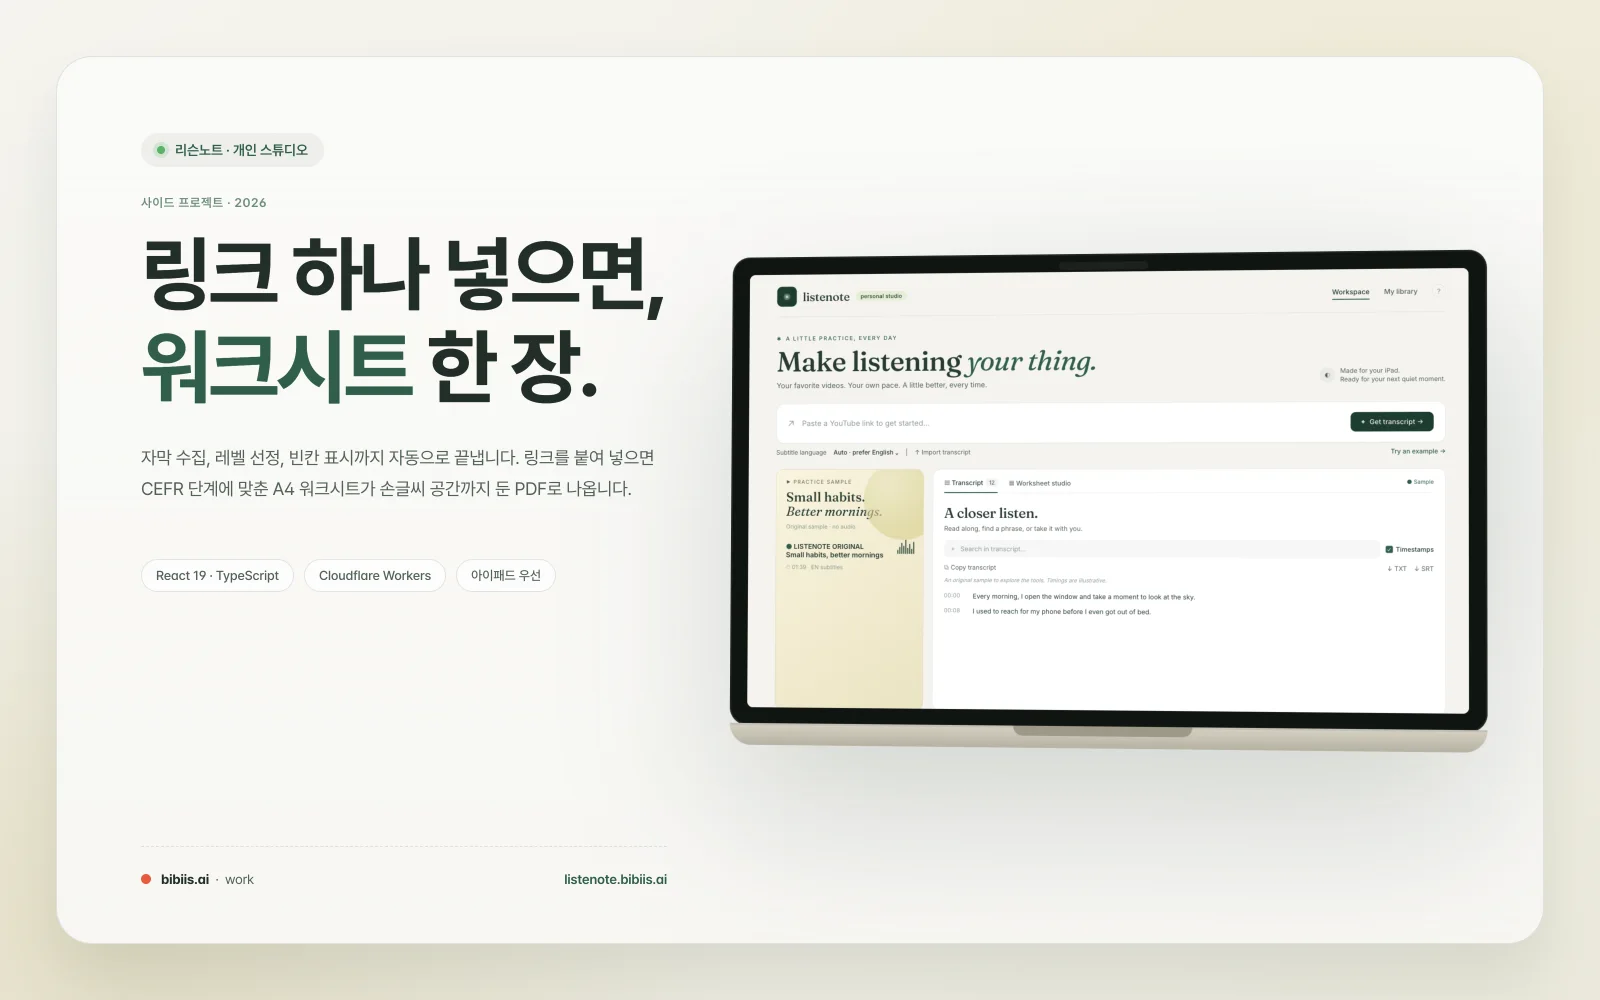 리슨노트 · 개인 스튜디오
사이드 프로젝트 · 2026
링크 하나 넣으면,
워크시트 한 장.
자막 수집, 레벨 선정, 빈칸 표시까지 자동으로 끝냅니다. 링크를 붙여 넣으면
CEFR 단계에 맞춘 A4 워크시트가 손글씨 공간까지 둔 PDF로 나옵니다.
React 19 · TypeScript
Cloudflare Workers
아이패드 우선
bibiis.ai · work
listenote.bibiis.ai
listenote
personal studio
Workspace
My library
?
A LITTLE PRACTICE, EVERY DAY
Make listening your thing.
Your favorite videos. Your own pace. A little better, every time.
Made for your iPad.
Ready for your next quiet moment.
Paste a YouTube link to get started...
Get transcript →
Subtitle language Auto · prefer English
↑ Import transcript
Try an example →
PRACTICE SAMPLE
Small habits.
Better mornings.
Original sample · no audio
LISTENOTE ORIGINAL
Small habits, better mornings
01:39 · EN subtitles
Transcript 12
Worksheet studio
Sample
A closer listen.
Read along, find a phrase, or take it with you.
Search in transcript...
Timestamps
Copy transcript
↓ TXT ↓ SRT
An original sample to explore the tools. Timings are illustrative.
00:00 Every morning, I open the window and take a moment to look at the sky.
00:08 I used to reach for my phone before I even got out of bed.